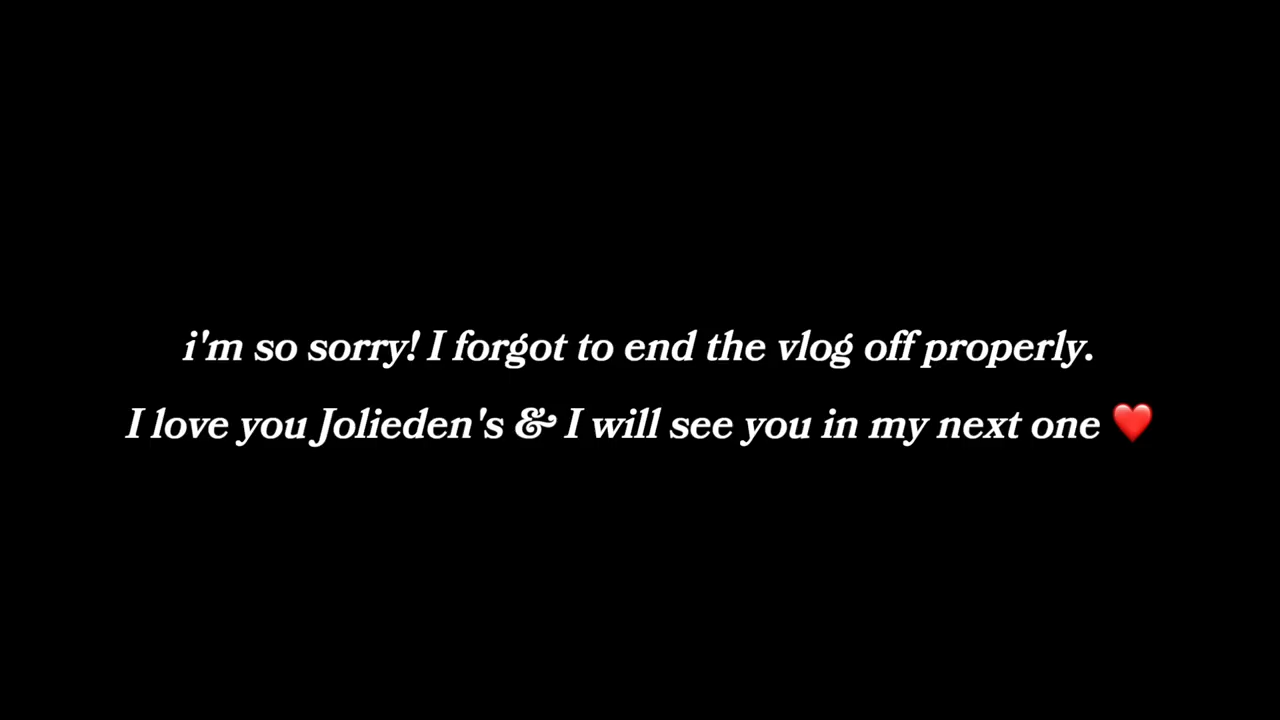 i'm so sorry! I forgot to end the vlog off properly.
I love you Jolieden's & I will see you in my next one ❤️